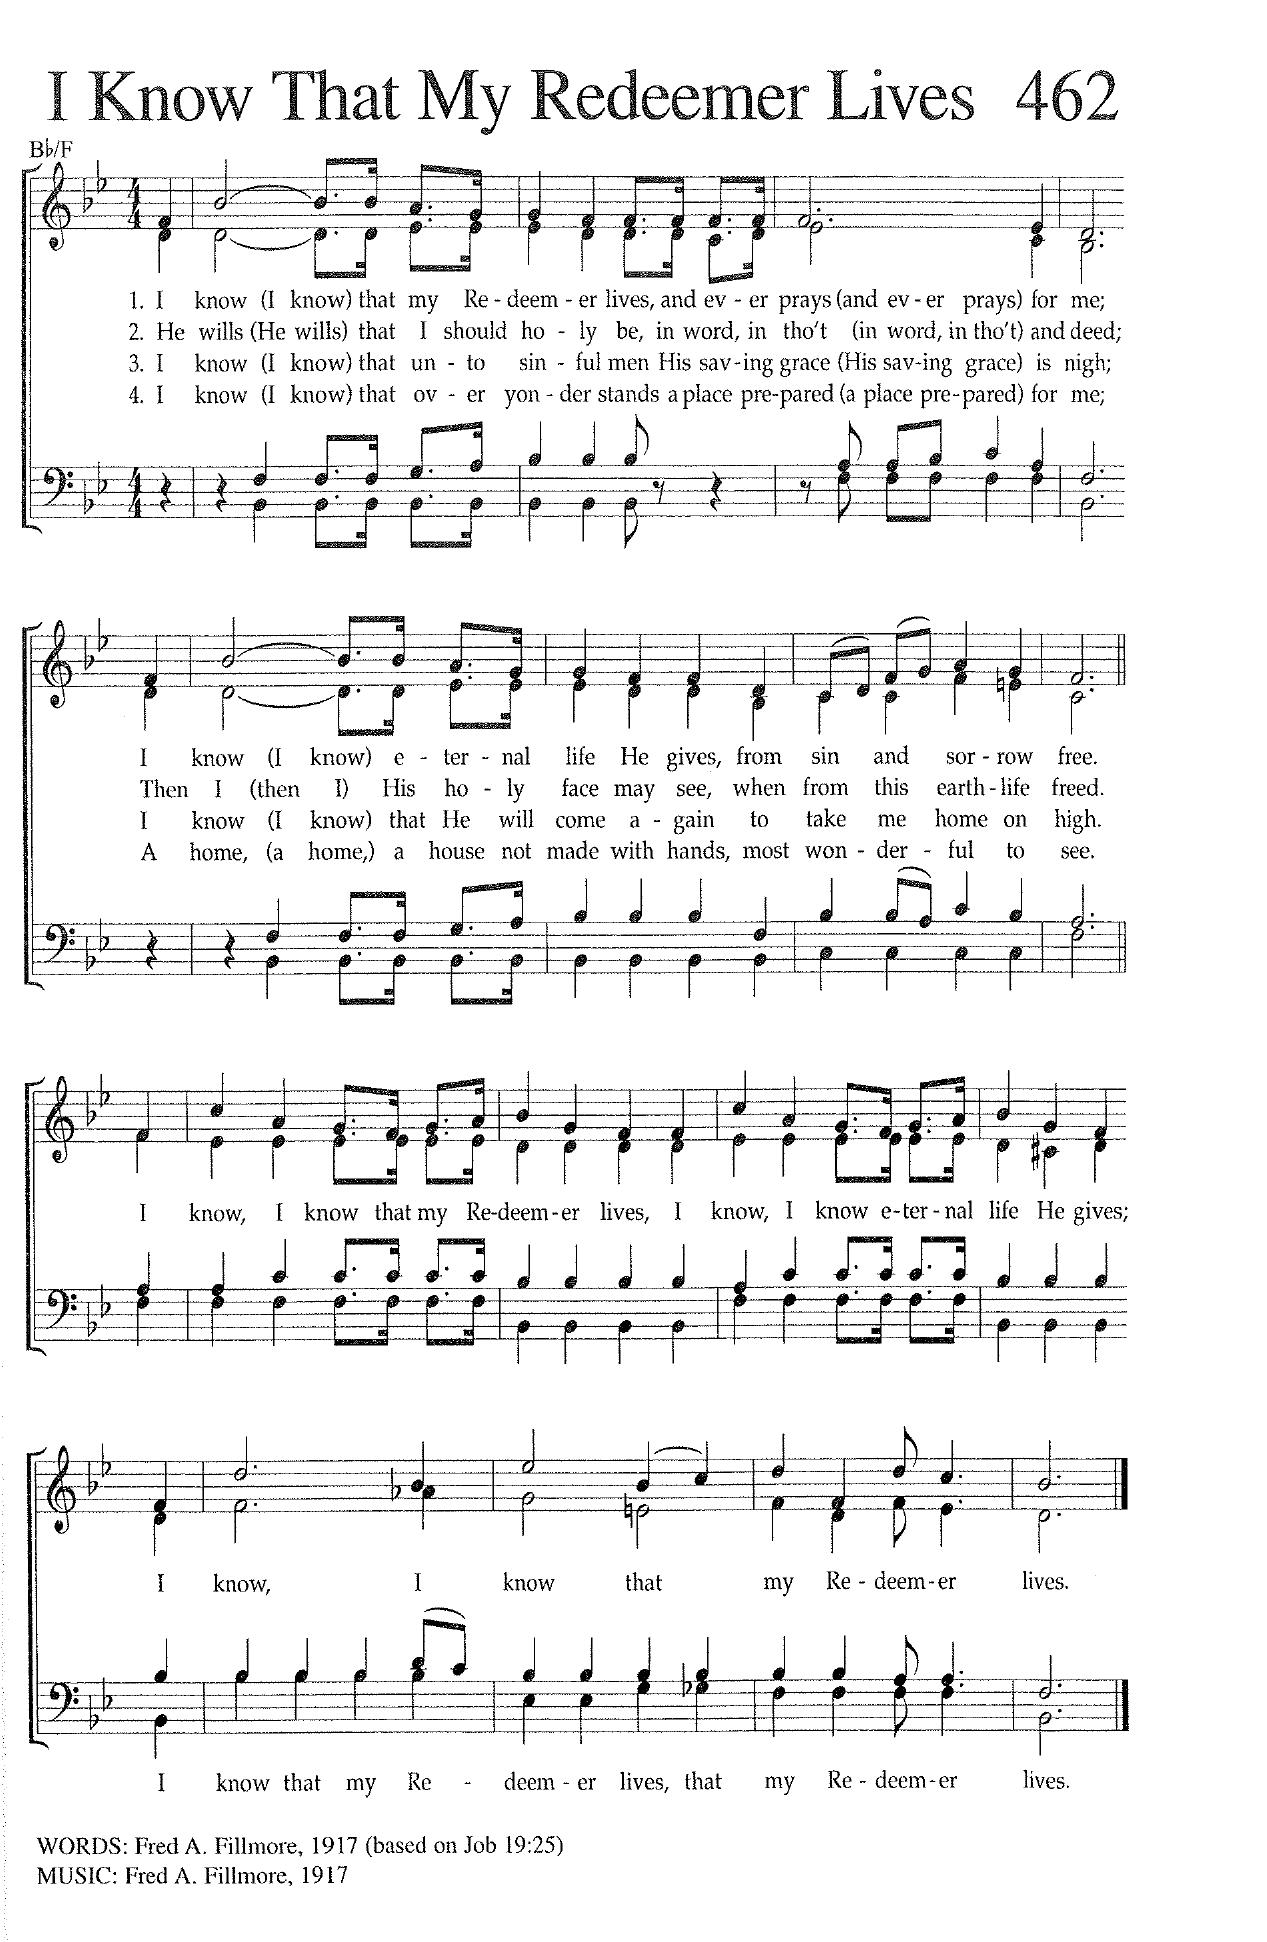 I Know That My Redeemer Lives 462
B♭/F
1. I know (I know) that my Re - deem - er lives, and ev - er prays (and ev - er prays) for me;
2. He wills (He wills) that I should ho - ly be, in word, in tho't (in word, in tho't) and deed;
3. I know (I know) that un - to sin - ful men His sav - ing grace (His sav - ing grace) is nigh;
4. I know (I know) that ov - er yon - der stands a place pre - pared (a place pre - pared) for me;
I know (I know) e - ter - nal life He gives, from sin and sor - row free.
Then I (then I) His ho - ly face may see, when from this earth - life freed.
I know (I know) that He will come a - gain to take me home on high.
A home, (a home,) a house not made with hands, most won - der - ful to see.
I know, I know that my Re - deem - er lives, I know, I know e - ter - nal life He gives;
I know, I know that my Re - deem - er lives.
I know that my Re - deem - er lives, that my Re - deem - er lives.
WORDS: Fred A. Fillmore, 1917 (based on Job 19:25)
MUSIC: Fred A. Fillmore, 1917